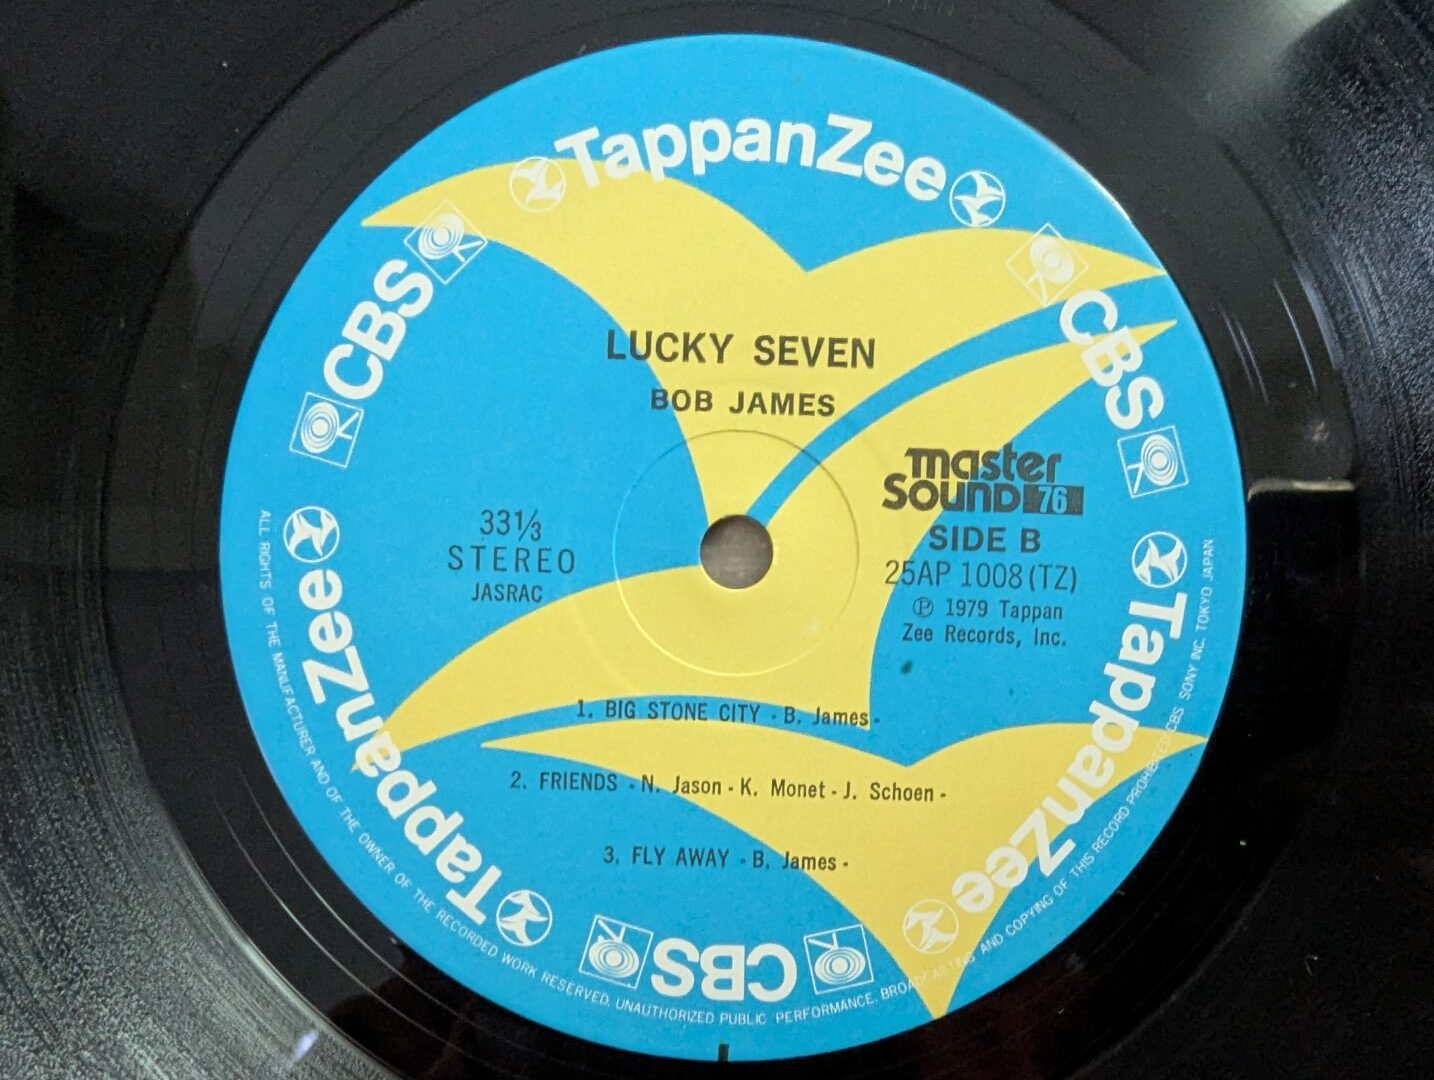 TappanZee
CBS
CBS
LUCKY SEVEN
BOB JAMES
master
Sound 76
33 1/3
STEREO
JASRAC
SIDE B
25AP 1008 (TZ)
Ⓟ 1979 Tappan
Zee Records, Inc.
1. BIG STONE CITY - B. James -
2. FRIENDS - N. Jason - K. Monet - J. Schoen -
3. FLY AWAY - B. James -
TappanZee
TappanZee
CBS
ALL RIGHTS OF THE MANUFACTURER AND OF THE OWNER OF THE RECORDED WORK RESERVED. UNAUTHORIZED PUBLIC PERFORMANCE, BROADCASTING AND COPYING OF THIS RECORD PROHIBITED. CBS SONY INC. TOKYO JAPAN